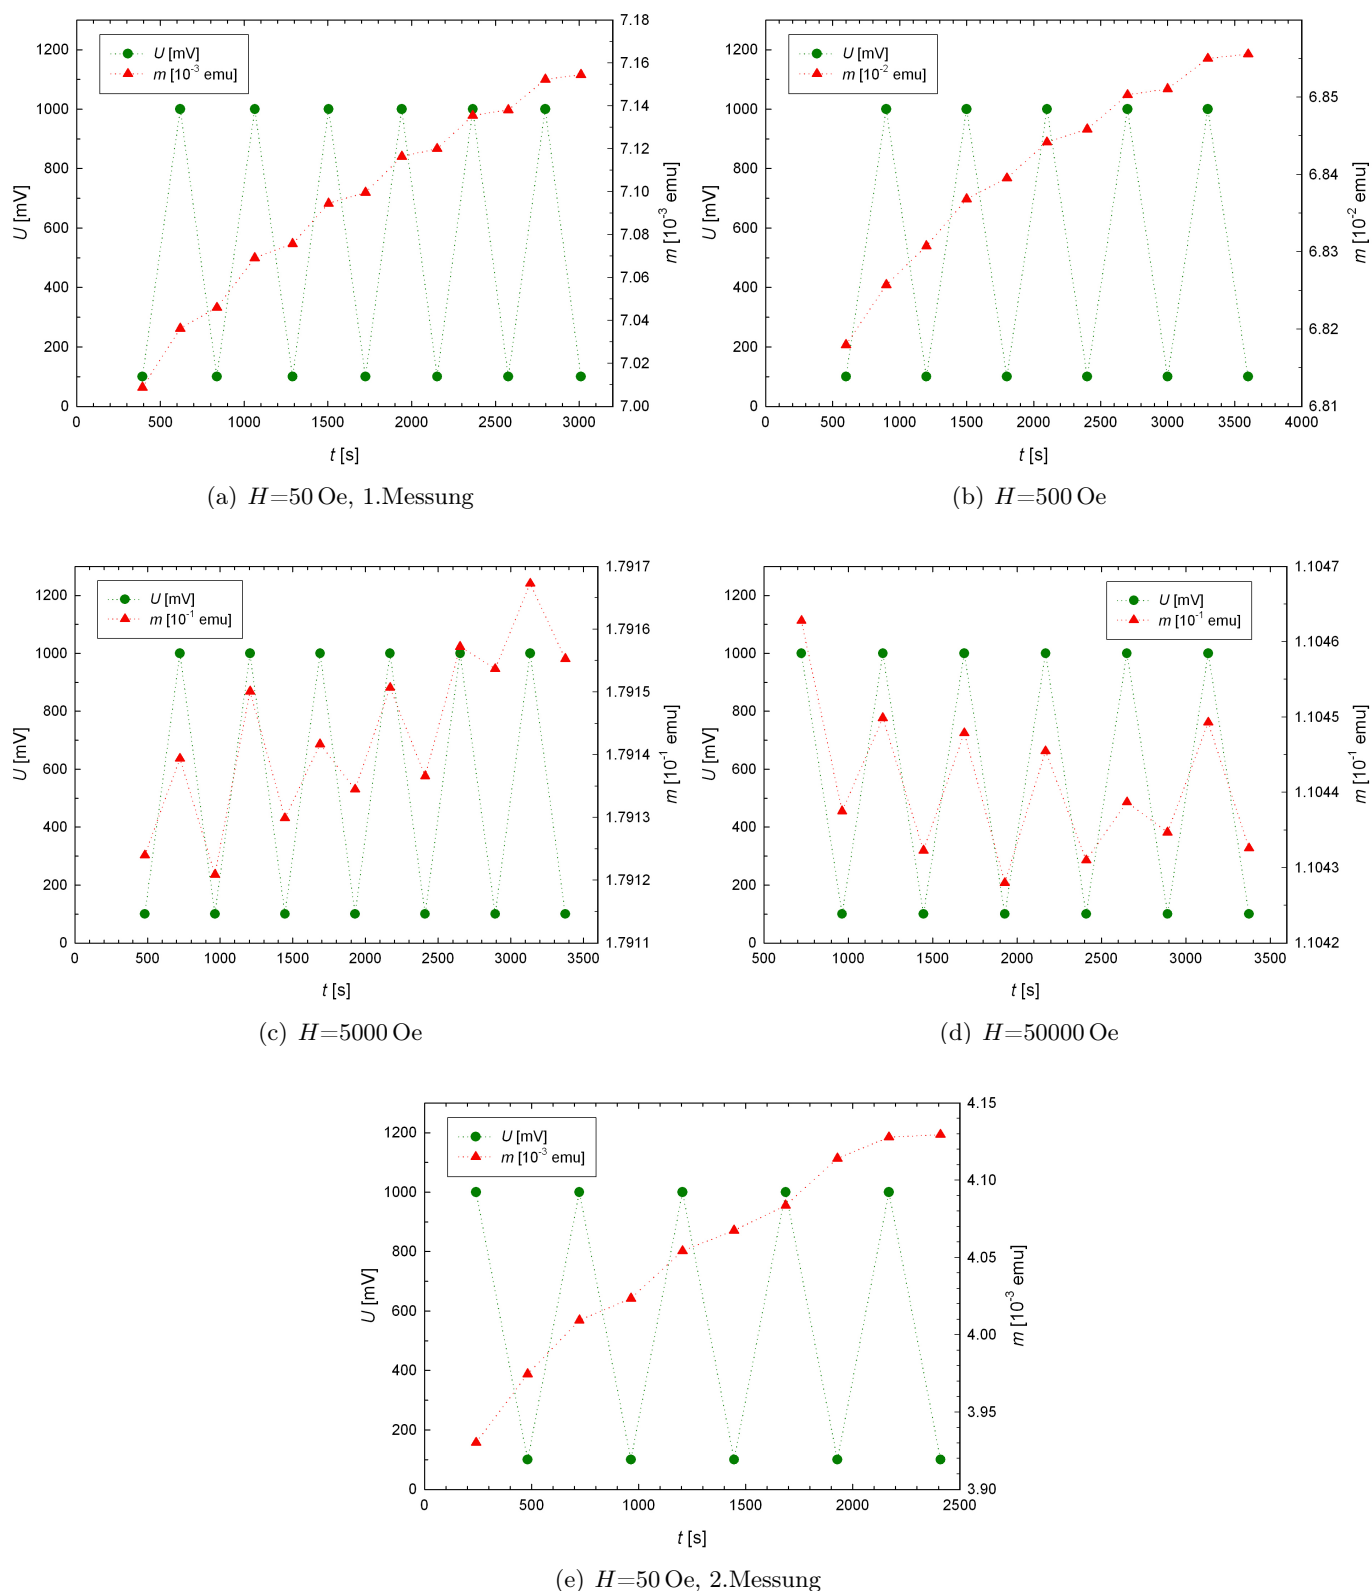 U [mV]
m [10⁻³ emu]
1200
1000
800
600
400
200
0
U [mV]
7.18
7.16
7.14
7.12
7.10
7.08
7.06
7.04
7.02
7.00
m [10⁻³ emu]
0 500 1000 1500 2000 2500 3000
t [s]
(a) H=50 Oe, 1.Messung
U [mV]
m [10⁻² emu]
1200
1000
800
600
400
200
0
U [mV]
6.85
6.84
6.83
6.82
6.81
m [10⁻² emu]
0 500 1000 1500 2000 2500 3000 3500 4000
t [s]
(b) H=500 Oe
U [mV]
m [10⁻¹ emu]
1200
1000
800
600
400
200
0
U [mV]
1.7917
1.7916
1.7915
1.7914
1.7913
1.7912
1.7911
m [10⁻¹ emu]
0 500 1000 1500 2000 2500 3000 3500
t [s]
(c) H=5000 Oe
U [mV]
m [10⁻¹ emu]
1200
1000
800
600
400
200
0
U [mV]
1.1047
1.1046
1.1045
1.1044
1.1043
1.1042
m [10⁻¹ emu]
500 1000 1500 2000 2500 3000 3500
t [s]
(d) H=50000 Oe
U [mV]
m [10⁻³ emu]
1200
1000
800
600
400
200
0
U [mV]
4.15
4.10
4.05
4.00
3.95
3.90
m [10⁻³ emu]
0 500 1000 1500 2000 2500
t [s]
(e) H=50 Oe, 2.Messung